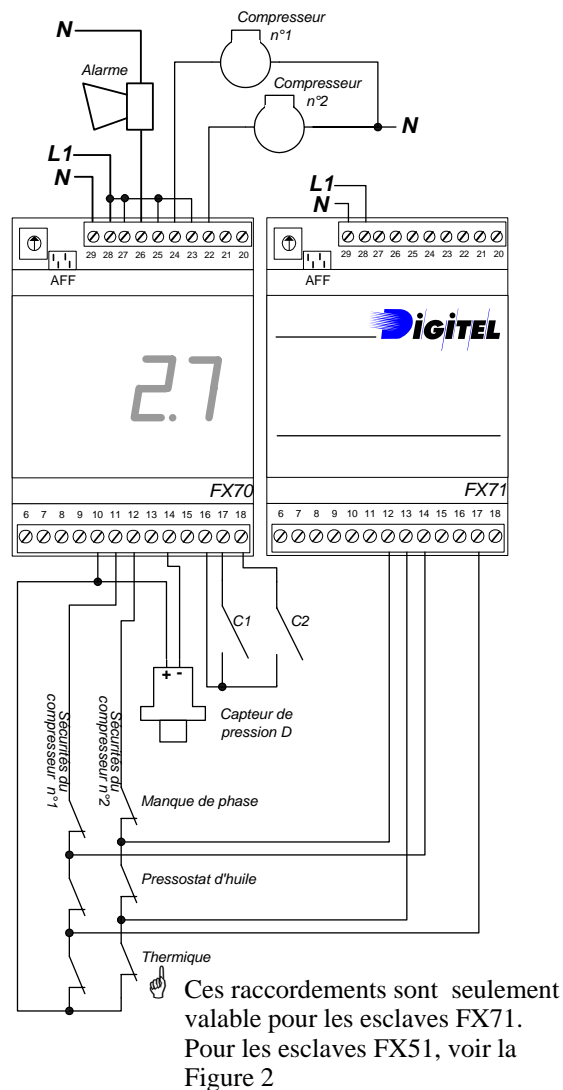 Compresseur
n°1
N
Alarme
Compresseur
n°2
N
L1
N
L1
N
29 28 27 26 25 24 23 22 21 20
AFF
29 28 27 26 25 24 23 22 21 20
AFF
DiGiTEL
2.7
FX70
FX71
6 7 8 9 10 11 12 13 14 15 16 17 18
6 7 8 9 10 11 12 13 14 15 16 17 18
C1
C2
+ -
Capteur de
pression D
Sécurités du
compresseur n°1
Sécurités du
compresseur n°2
Manque de phase
Pressostat d'huile
Thermique
Ces raccordements sont seulement
valable pour les esclaves FX71.
Pour les esclaves FX51, voir la
Figure 2